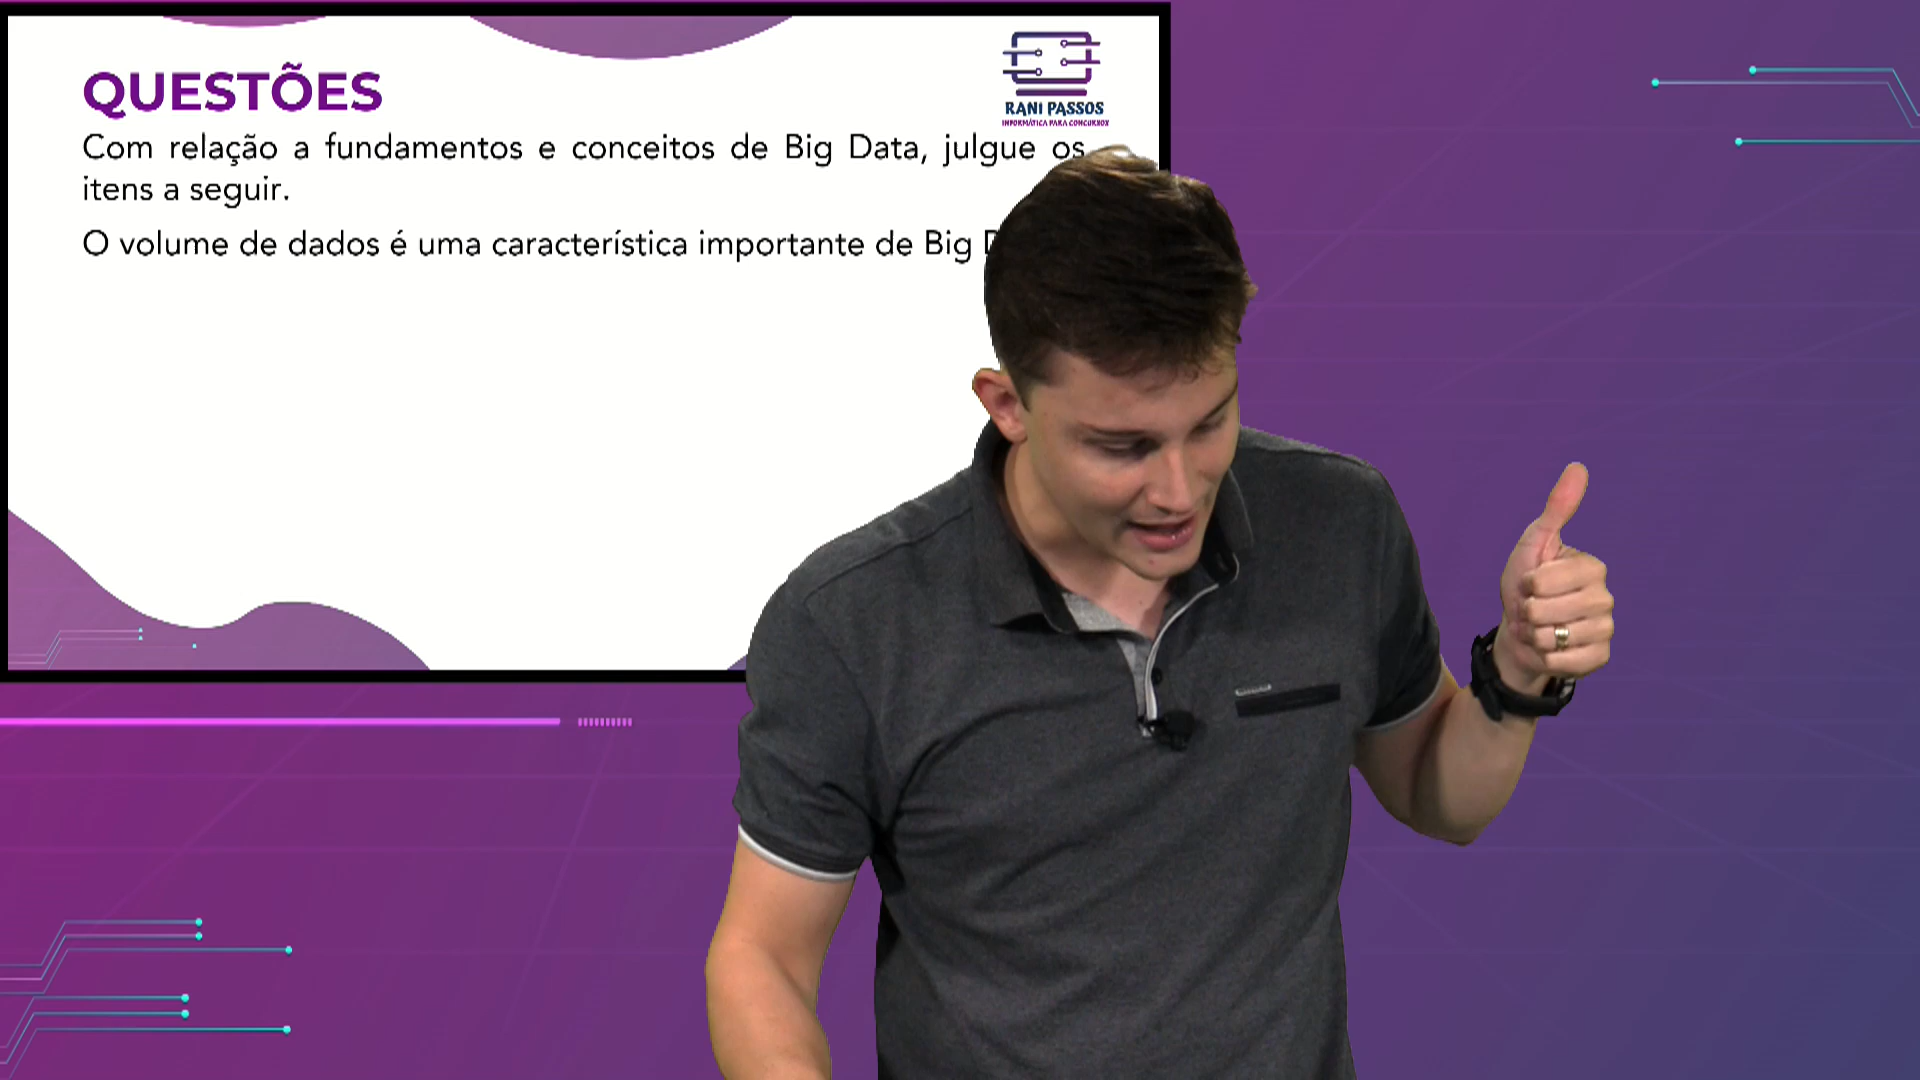 QUESTÕES
RANI PASSOS
INFORMÁTICA PARA CONCURSOS
Com relação a fundamentos e conceitos de Big Data, julgue os
itens a seguir.
O volume de dados é uma característica importante de Big